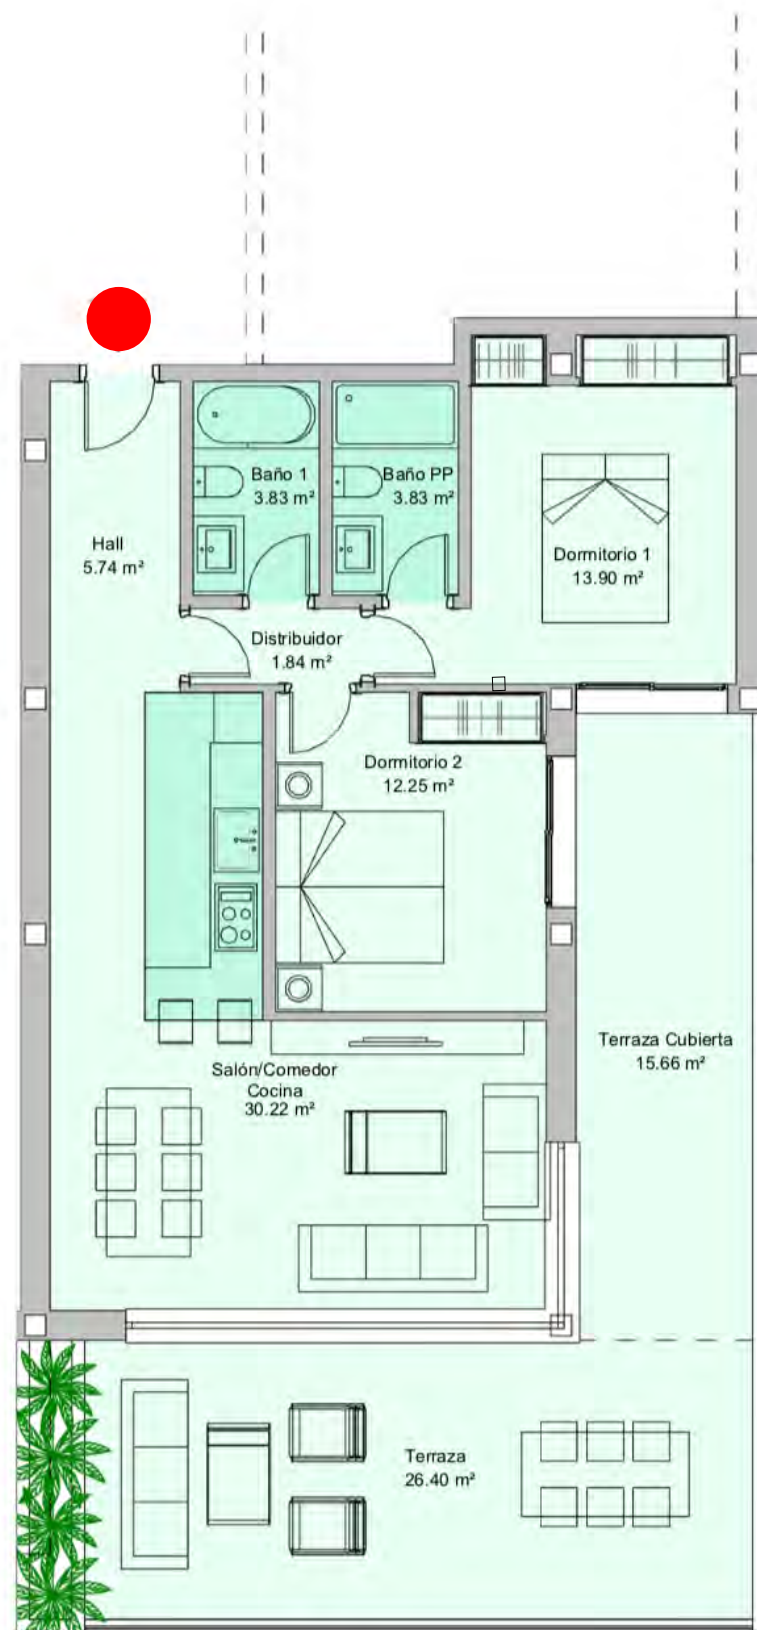 Baño 1
3.83 m²
Baño PP
3.83 m²
Hall
5.74 m²
Dormitorio 1
13.90 m²
Distribuidor
1.84 m²
Dormitorio 2
12.25 m²
Terraza Cubierta
15.66 m²
Salón/Comedor
Cocina
30.22 m²
Terraza
26.40 m²